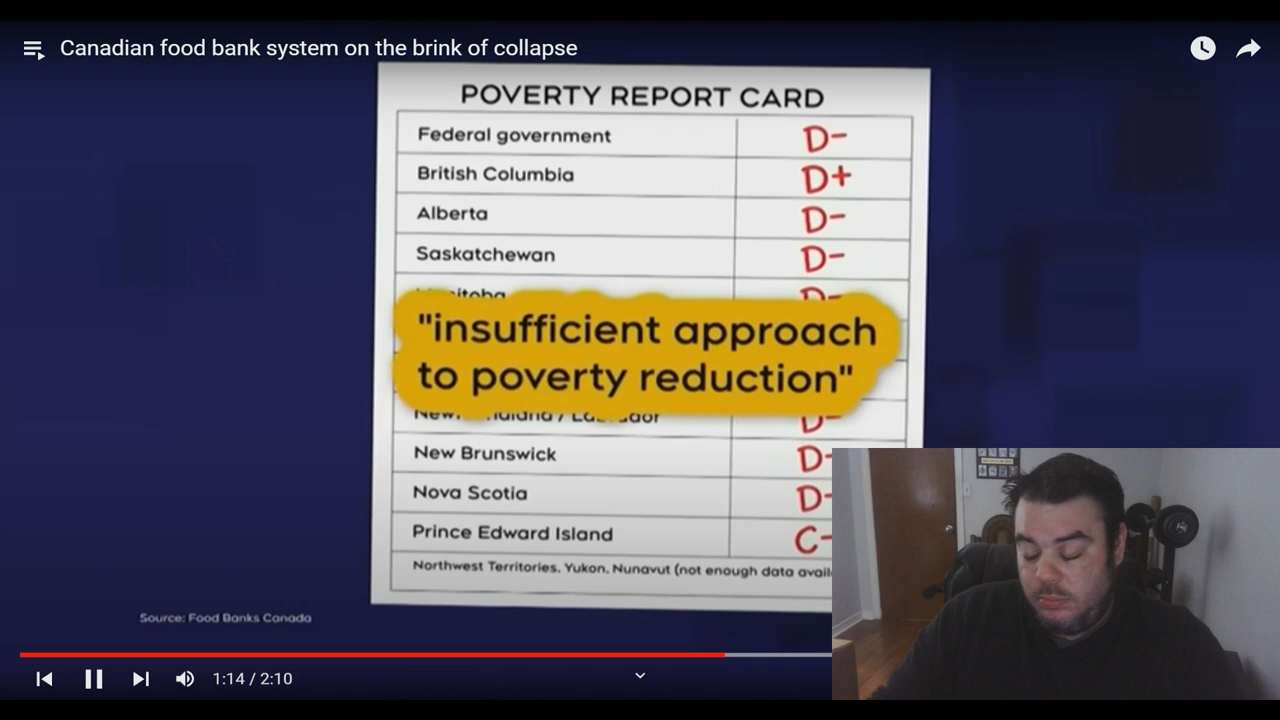 Canadian food bank system on the brink of collapse
POVERTY REPORT CARD
Federal government D-
British Columbia D+
Alberta D-
Saskatchewan D-
"insufficient approach
to poverty reduction"
New Brunswick D-
Nova Scotia D-
Prince Edward Island C-
Northwest Territories, Yukon, Nunavut (not enough data
Source: Food Banks Canada
1:14 / 2:10